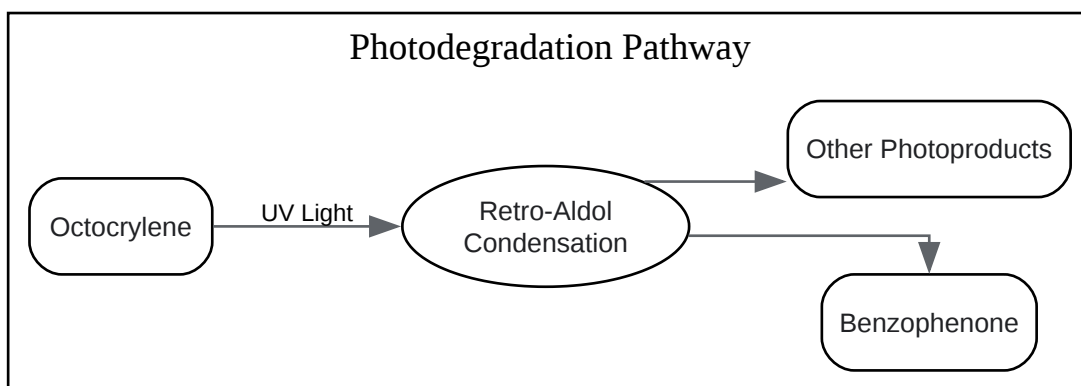 Photodegradation Pathway
Other Photoproducts
Octocrylene
UV Light
Retro-Aldol
Condensation
Benzophenone